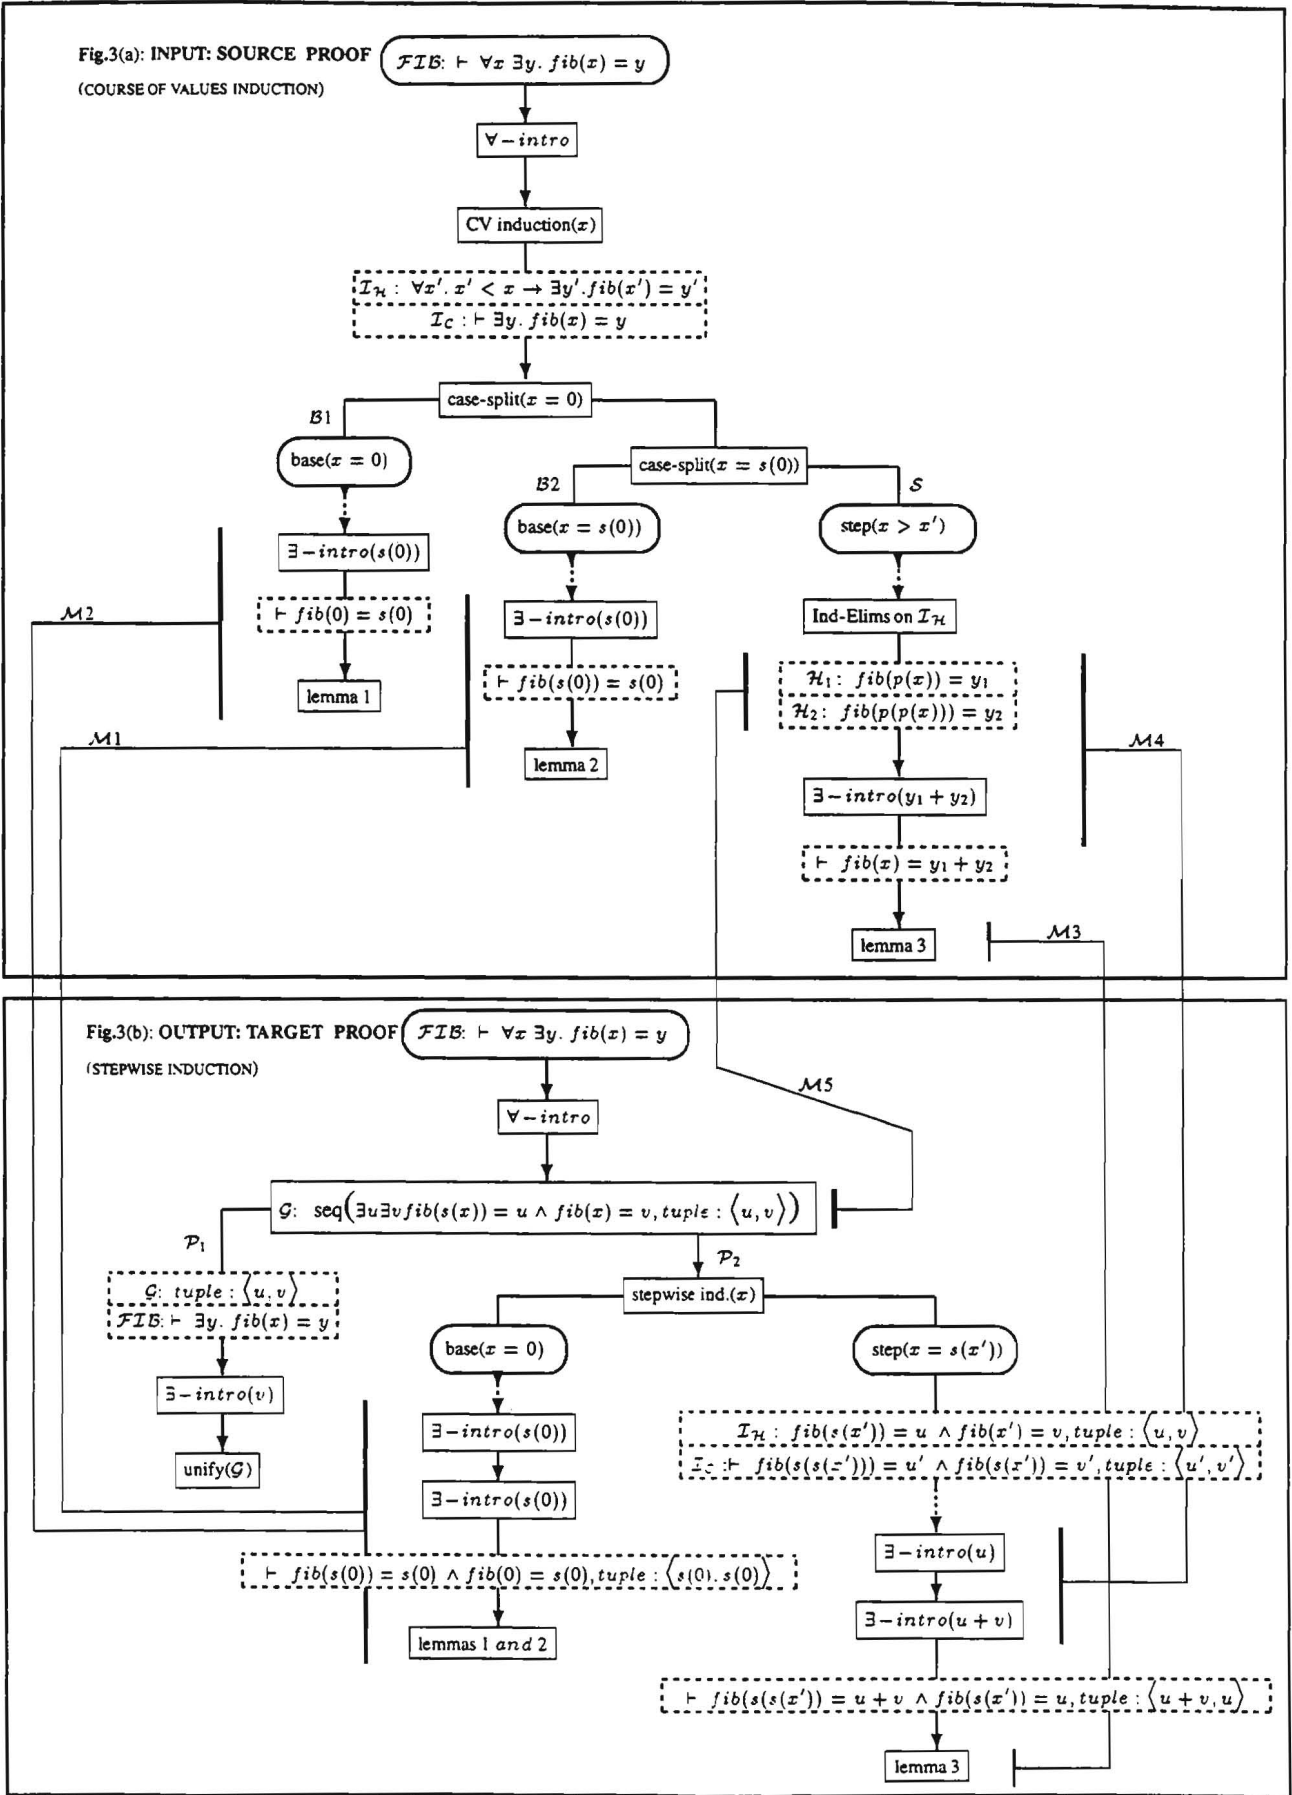 Fig.3(a): INPUT: SOURCE PROOF
(COURSE OF VALUES INDUCTION)
𝓕𝓘𝓑: ⊢ ∀x ∃y. fib(x) = y
∀ – intro
CV induction(x)
𝓘𝓗 : ∀x′. x′ < x → ∃y′.fib(x′) = y′
𝓘C : ⊢ ∃y. fib(x) = y
case-split(x = 0)
𝓑1
base(x = 0)
case-split(x = s(0))
𝓑2
𝓢
base(x = s(0))
step(x > x′)
∃ – intro(s(0))
⊢ fib(0) = s(0)
lemma 1
𝓜2
∃ – intro(s(0))
⊢ fib(s(0)) = s(0)
lemma 2
𝓜1
Ind-Elims on 𝓘𝓗
𝓗1 : fib(p(x)) = y1
𝓗2 : fib(p(p(x))) = y2
𝓜4
∃ – intro(y1 + y2)
⊢ fib(x) = y1 + y2
lemma 3
𝓜3
Fig.3(b): OUTPUT: TARGET PROOF
(STEPWISE INDUCTION)
𝓕𝓘𝓑: ⊢ ∀x ∃y. fib(x) = y
𝓜5
∀ – intro
𝓖: seq(∃u∃vfib(s(x)) = u ∧ fib(x) = v, tuple : ⟨u, v⟩)
𝓟1
𝓟2
𝓖: tuple : ⟨u, v⟩
𝓕𝓘𝓑: ⊢ ∃y. fib(x) = y
∃ – intro(v)
unify(𝓖)
stepwise ind.(x)
base(x = 0)
step(x = s(x′))
∃ – intro(s(0))
∃ – intro(s(0))
⊢ fib(s(0)) = s(0) ∧ fib(0) = s(0), tuple : ⟨s(0). s(0)⟩
lemmas 1 and 2
𝓘𝓗 : fib(s(x′)) = u ∧ fib(x′) = v, tuple : ⟨u, v⟩
𝓘C :⊢ fib(s(s(x′))) = u′ ∧ fib(s(x′)) = v′, tuple : ⟨u′, v′⟩
∃ – intro(u)
∃ – intro(u + v)
⊢ fib(s(s(x′)) = u + v ∧ fib(s(x′)) = u, tuple : ⟨u + v, u⟩
lemma 3